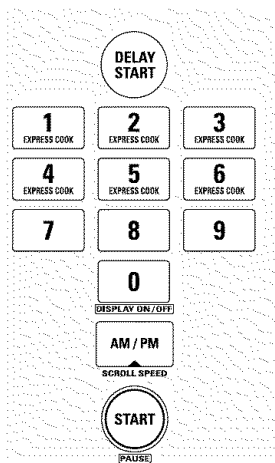 DELAY
START
1 2 3
EXPRESS COOK EXPRESS COOK EXPRESS COOK
4 5 6
EXPRESS COOK EXPRESS COOK EXPRESS COOK
7 8 9
0
DISPLAY ON/OFF
AM / PM
SCROLL SPEED
START
PAUSE